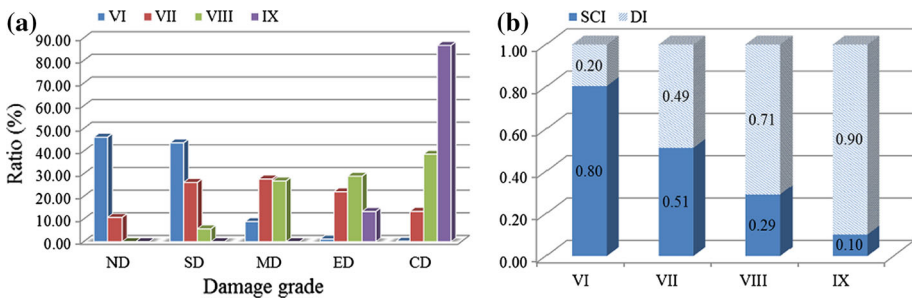 (a)
VI VII VIII IX
Ratio (%)
90.00
80.00
70.00
60.00
50.00
40.00
30.00
20.00
10.00
0.00
ND SD MD ED CD
Damage grade
(b)
SCI DI
1.00
0.80
0.60
0.40
0.20
0.00
0.20 0.49 0.71 0.90
0.80 0.51 0.29 0.10
VI VII VIII IX